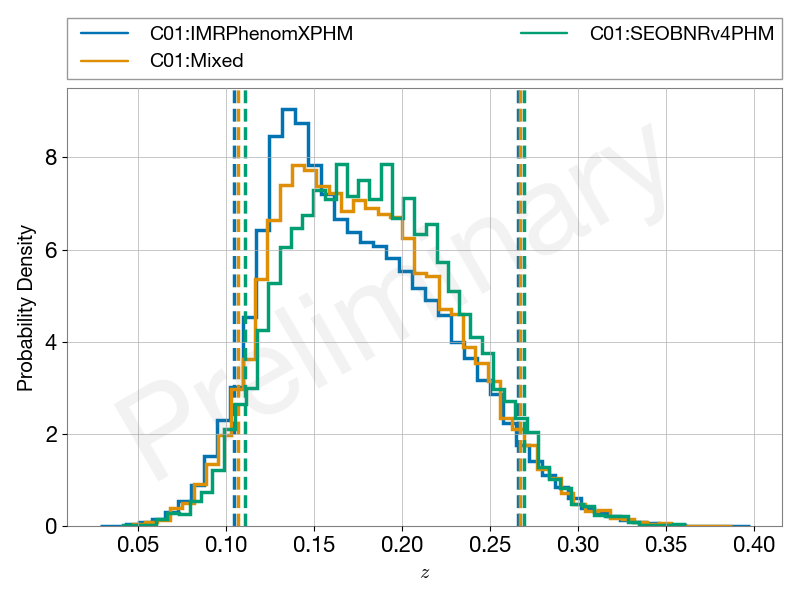 C01:IMRPhenomXPHM
C01:SEOBNRv4PHM
C01:Mixed
Preliminary
Probability Density
8
6
4
2
0
0.05 0.10 0.15 0.20 0.25 0.30 0.35 0.40
z